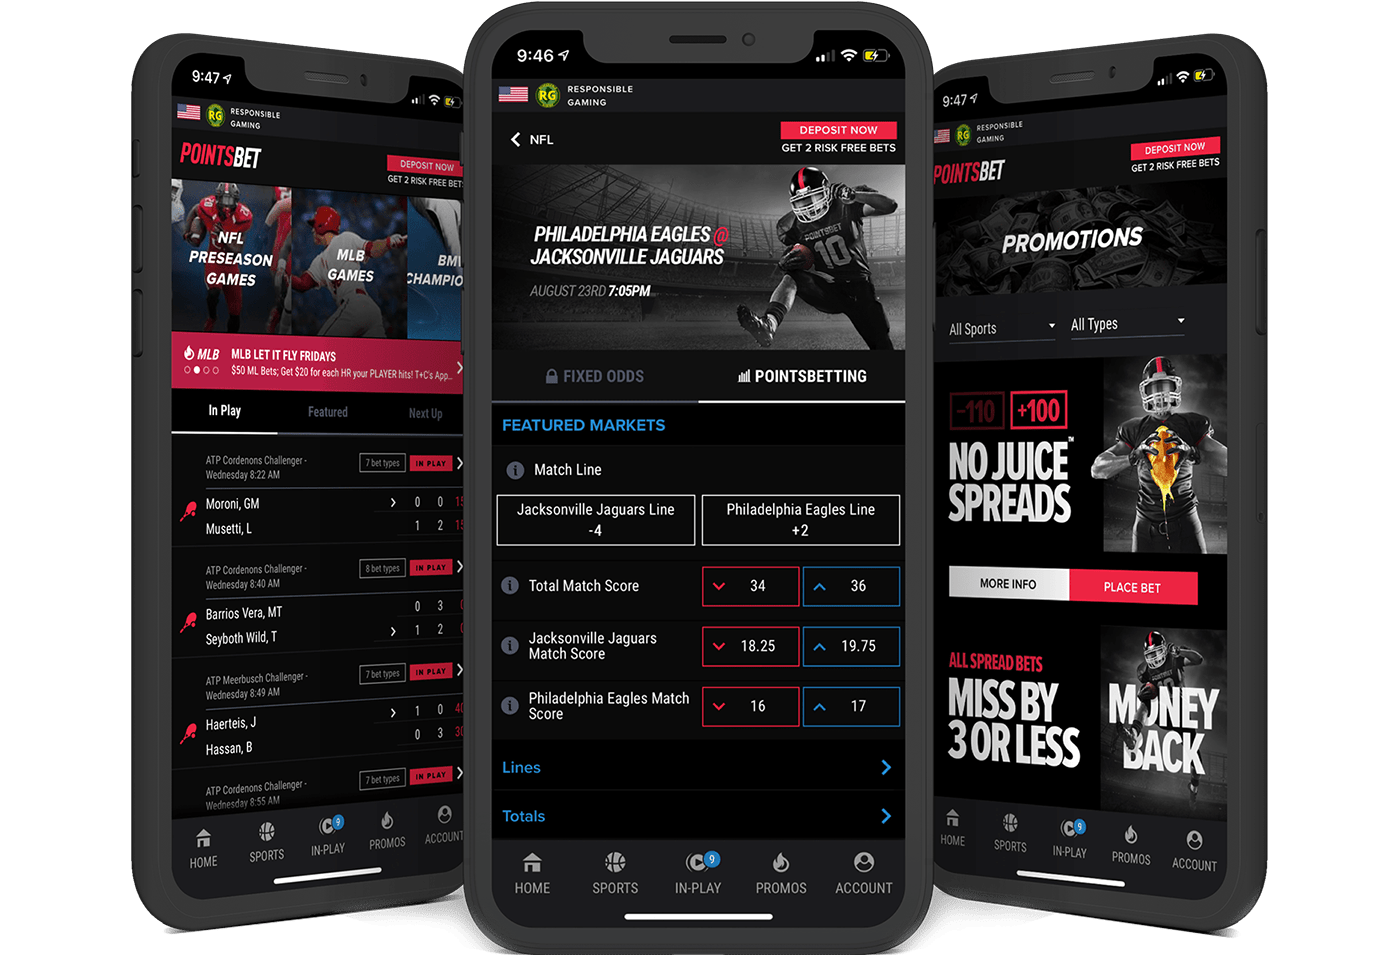 9:47
RG RESPONSIBLE
GAMING
POINTSBET
DEPOSIT NOW
GET 2 RISK FREE BETS
NFL
PRESEASON
GAMES
MLB
GAMES
MLB
MLB LET IT FLY FRIDAYS
$50 ML Bets; Get $20 for each HR your PLAYER hits! T+C's App...
In Play Featured Next Up
ATP Cordenons Challenger -
Wednesday 8:22 AM
7 bet types IN PLAY
Moroni, GM 0 0 15
Musetti, L 1 2 15
ATP Cordenons Challenger -
Wednesday 8:40 AM
8 bet types IN PLAY
Barrios Vera, MT 0 3
Seyboth Wild, T 1 2
ATP Meerbusch Challenger -
Wednesday 8:49 AM
7 bet types IN PLAY
Haerteis, J 1 0 40
Hassan, B 0 3 30
ATP Cordenons Challenger -
Wednesday 8:55 AM
7 bet types IN PLAY
HOME SPORTS IN-PLAY 9 PROMOS ACCOUNT
9:46
RG RESPONSIBLE
GAMING
NFL
DEPOSIT NOW
GET 2 RISK FREE BETS
PHILADELPHIA EAGLES @
JACKSONVILLE JAGUARS
AUGUST 23RD 7:05PM
POINTSBET
10
FIXED ODDS POINTSBETTING
FEATURED MARKETS
Match Line
Jacksonville Jaguars Line
-4
Philadelphia Eagles Line
+2
Total Match Score 34 36
Jacksonville Jaguars
Match Score
18.25 19.75
Philadelphia Eagles Match
Score
16 17
Lines
Totals
HOME SPORTS IN-PLAY 9 PROMOS ACCOUNT
9:47
RG RESPONSIBLE
GAMING
POINTSBET
DEPOSIT NOW
GET 2 RISK FREE BETS
PROMOTIONS
All Sports All Types
-110 +100
NO JUICE™
SPREADS
MORE INFO PLACE BET
ALL SPREAD BETS
MISS BY
3 OR LESS
MONEY
BACK
HOME SPORTS IN-PLAY 9 PROMOS ACCOUNT